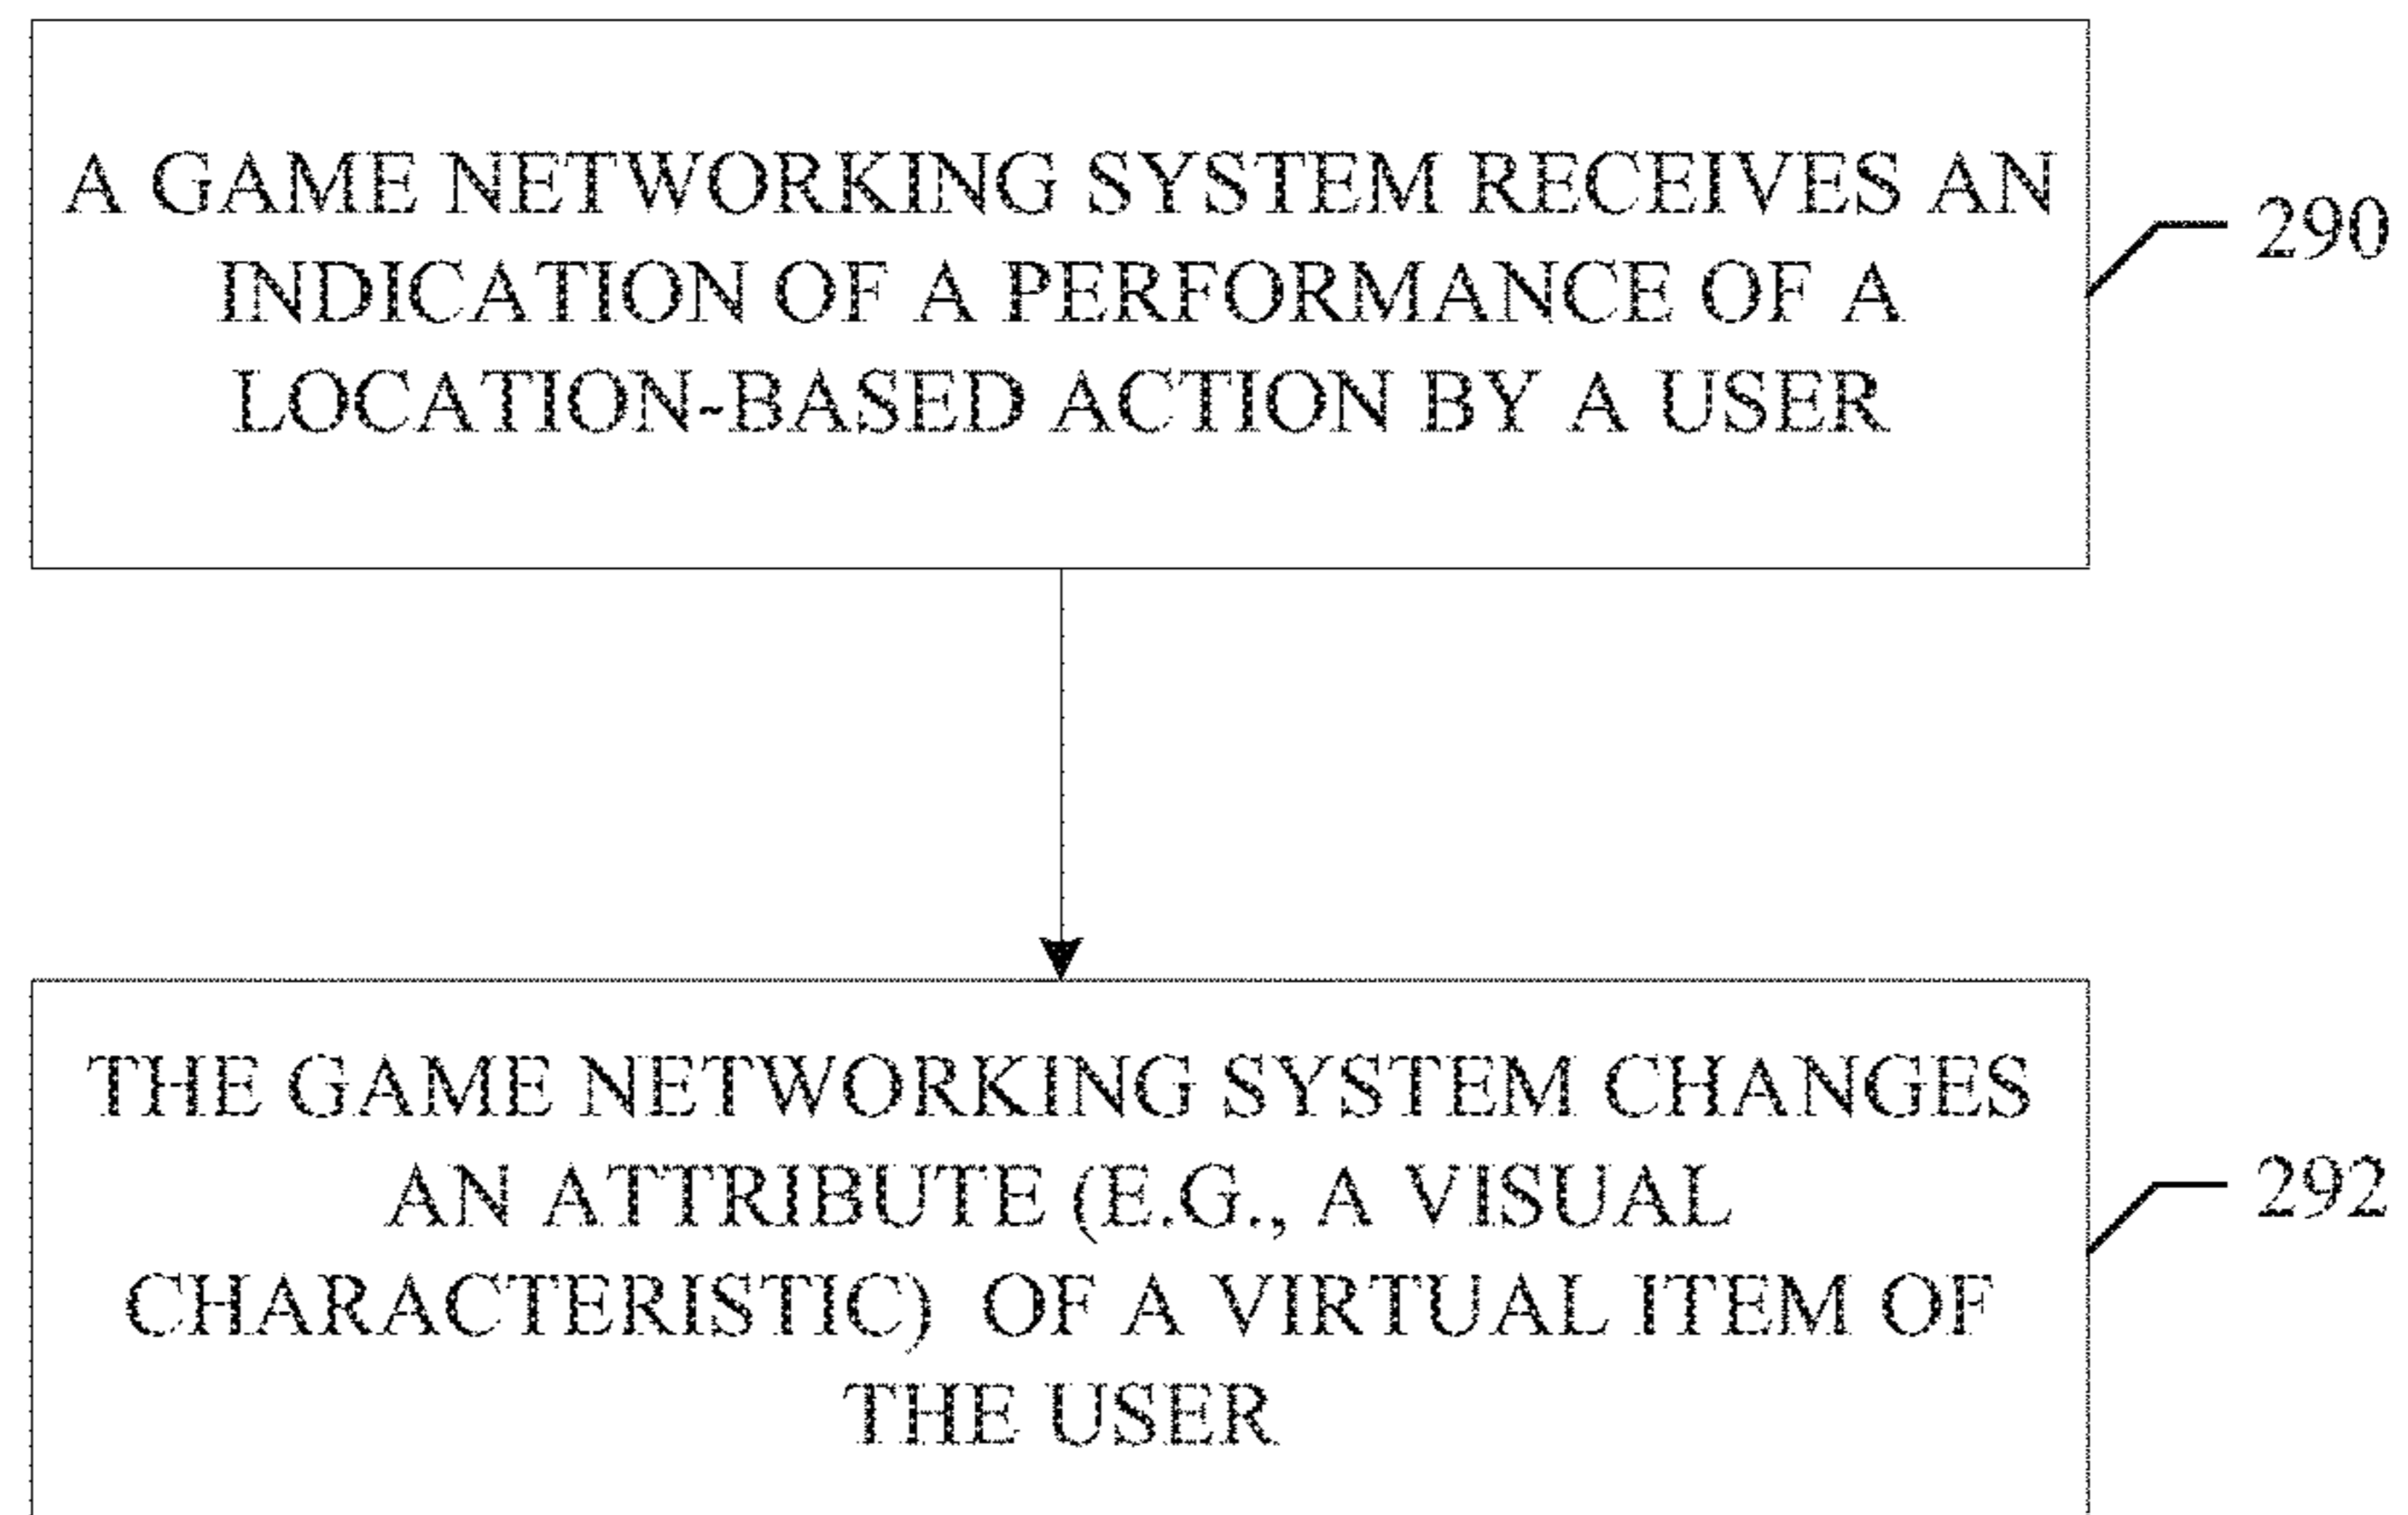 A GAME NETWORKING SYSTEM RECEIVES AN
INDICATION OF A PERFORMANCE OF A
LOCATION-BASED ACTION BY A USER
290
THE GAME NETWORKING SYSTEM CHANGES
AN ATTRIBUTE (E.G., A VISUAL
CHARACTERISTIC) OF A VIRTUAL ITEM OF
THE USER
292